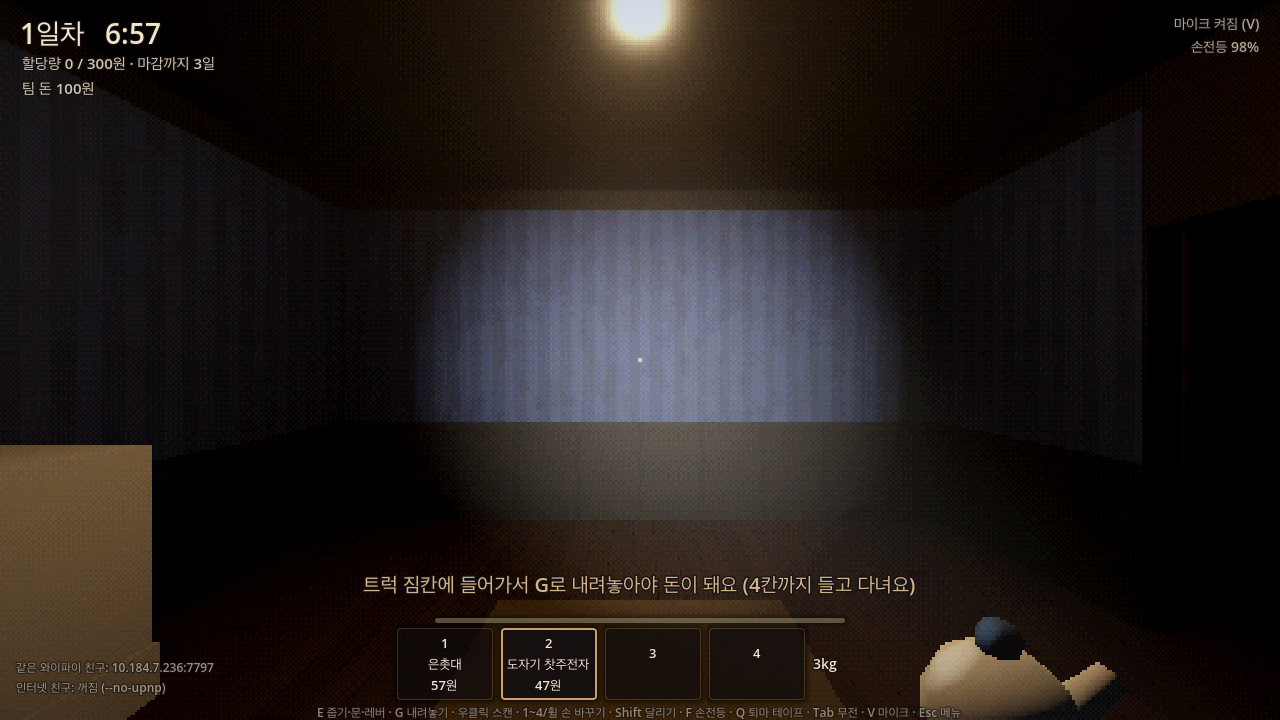 1일차 6:57
할당량 0 / 300원 · 마감까지 3일
팀 돈 100원
마이크 켜짐 (V)
손전등 98%
트럭 짐칸에 들어가서 G로 내려놓아야 돈이 돼요 (4칸까지 들고 다녀요)
1
은촛대
57원
2
도자기 찻주전자
47원
3
4
3kg
같은 와이파이 친구: 10.184.7.236:7797
인터넷 친구: 꺼짐 (--no-upnp)
E 줍기·문·레버 · G 내려놓기 · 우클릭 스캔 · 1~4/휠 손 바꾸기 · Shift 달리기 · F 손전등 · Q 퇴마 테이프 · Tab 무전 · V 마이크 · Esc 메뉴